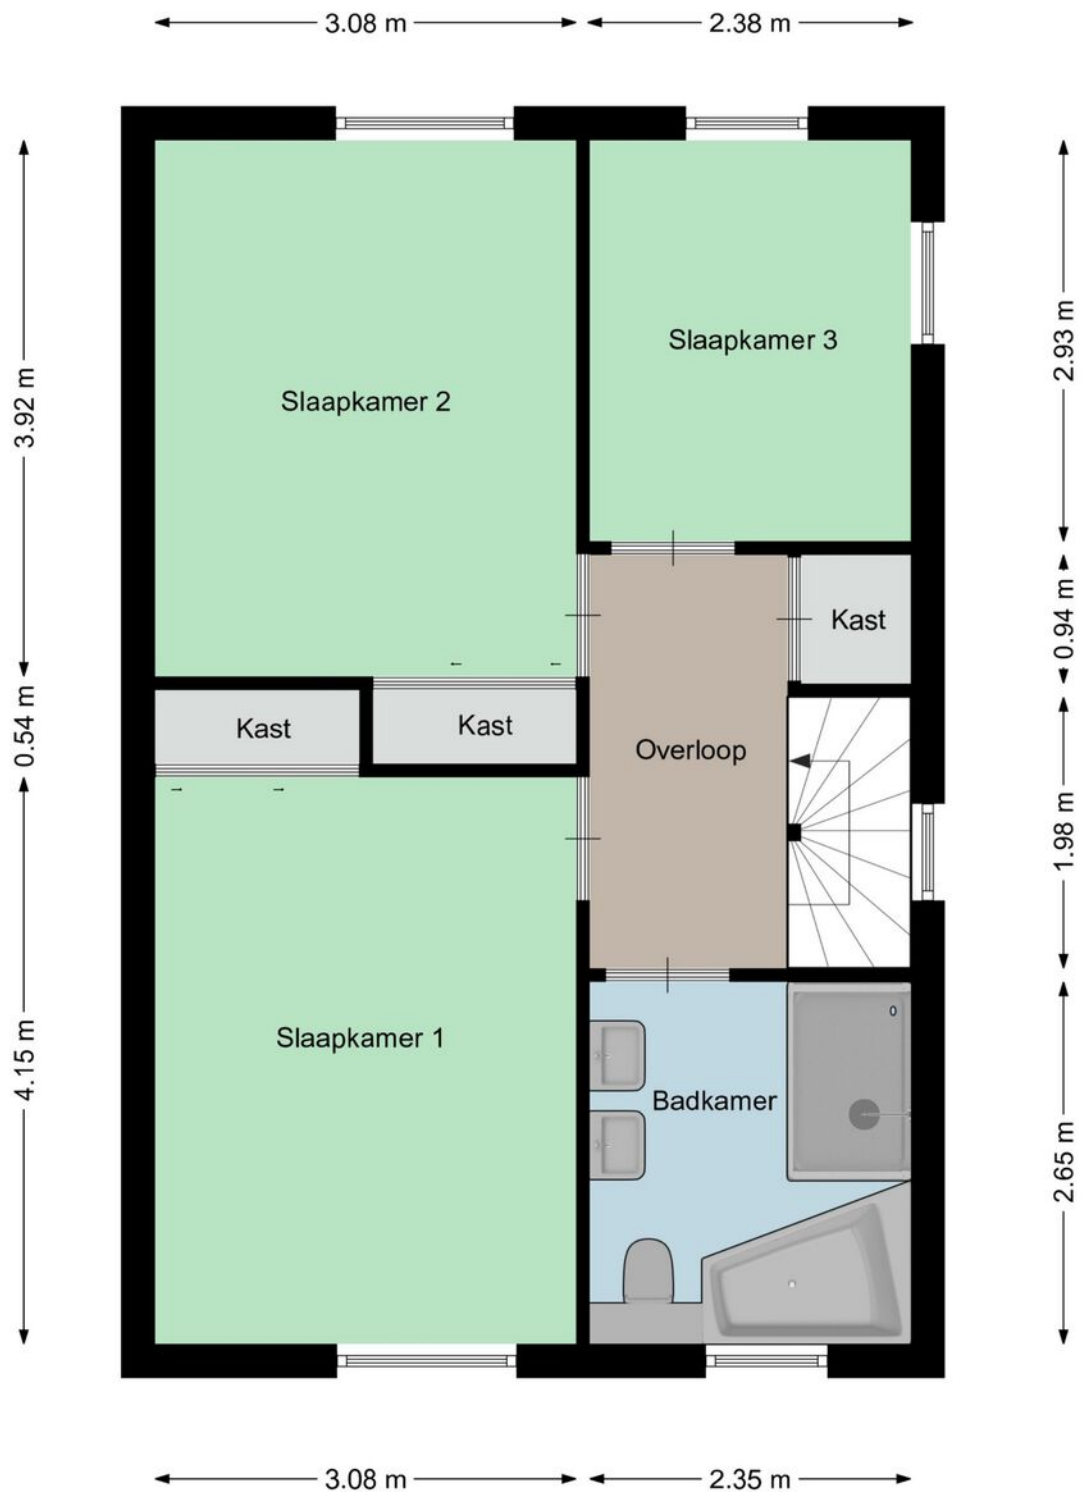 3.08 m
2.38 m
3.92 m
2.93 m
Slaapkamer 3
Slaapkamer 2
0.94 m
Kast
0.54 m
Kast
Kast
Overloop
1.98 m
4.15 m
Slaapkamer 1
Badkamer
2.65 m
3.08 m
2.35 m